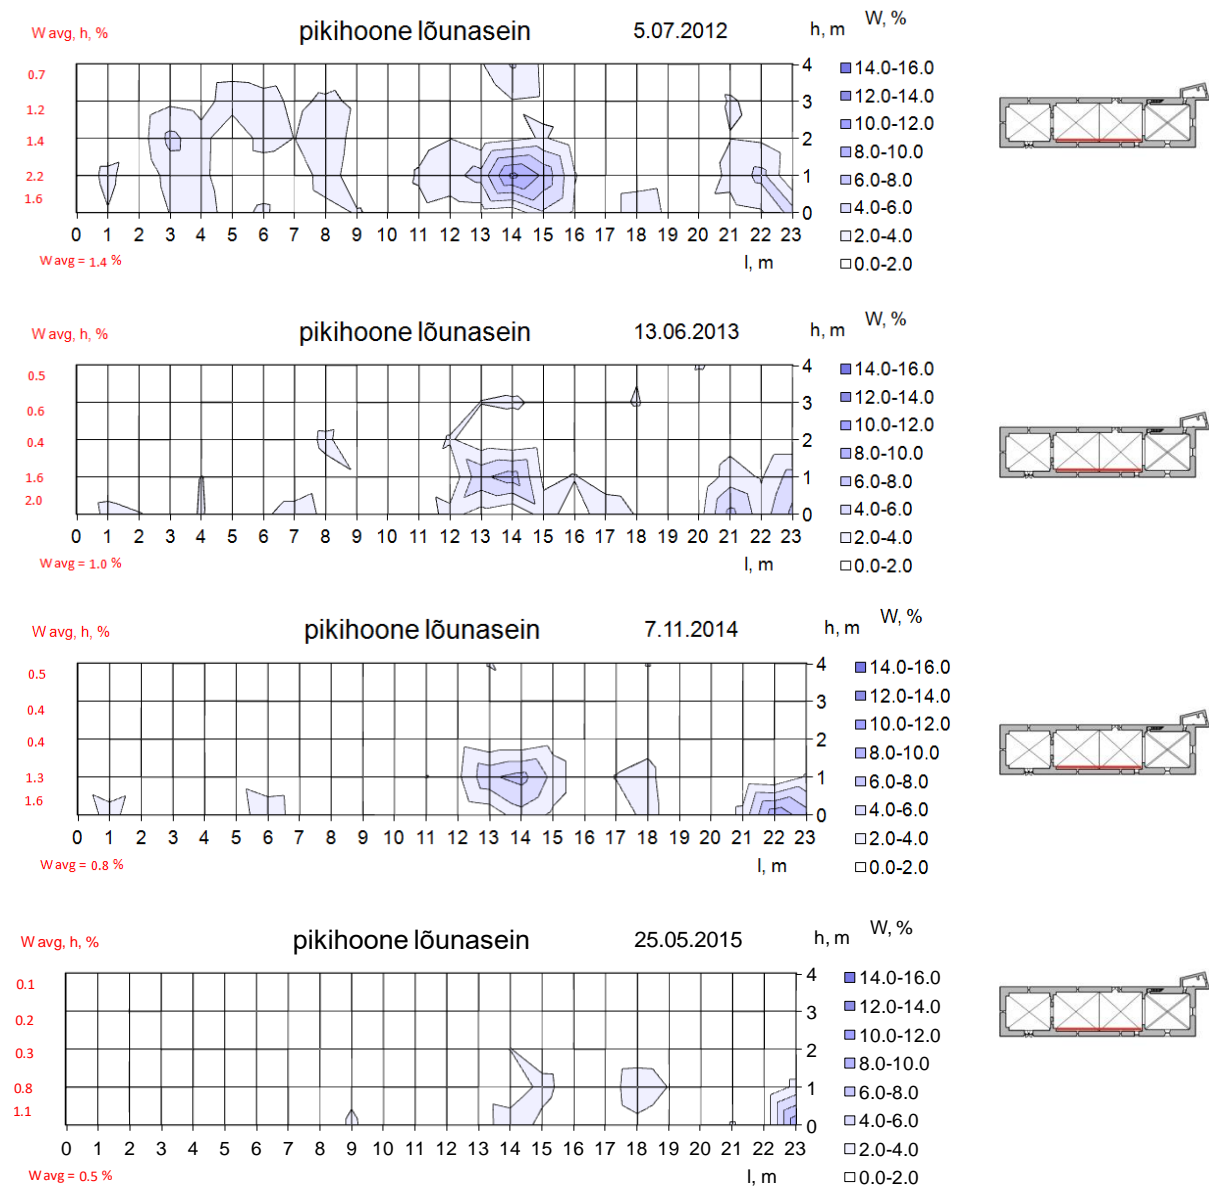 W avg, h, % pikihoone lõunasein 5.07.2012 h, m W, %
0.7 4 14.0-16.0
1.2 3 12.0-14.0
1.4 2 10.0-12.0
2.2 1 8.0-10.0
1.6 0 6.0-8.0
4.0-6.0
2.0-4.0
0.0-2.0
0 1 2 3 4 5 6 7 8 9 10 11 12 13 14 15 16 17 18 19 20 21 22 23
W avg = 1.4 % l, m
W avg, h, % pikihoone lõunasein 13.06.2013 h, m W, %
0.5 4 14.0-16.0
0.6 3 12.0-14.0
0.4 2 10.0-12.0
1.6 1 8.0-10.0
2.0 0 6.0-8.0
4.0-6.0
2.0-4.0
0.0-2.0
0 1 2 3 4 5 6 7 8 9 10 11 12 13 14 15 16 17 18 19 20 21 22 23
W avg = 1.0 % l, m
W avg, h, % pikihoone lõunasein 7.11.2014 h, m W, %
0.5 4 14.0-16.0
0.4 3 12.0-14.0
0.4 2 10.0-12.0
1.3 1 8.0-10.0
1.6 0 6.0-8.0
4.0-6.0
2.0-4.0
0.0-2.0
0 1 2 3 4 5 6 7 8 9 10 11 12 13 14 15 16 17 18 19 20 21 22 23
W avg = 0.8 % l, m
W avg, h, % pikihoone lõunasein 25.05.2015 h, m W, %
0.1 4 14.0-16.0
0.2 3 12.0-14.0
0.3 2 10.0-12.0
0.8 1 8.0-10.0
1.1 0 6.0-8.0
4.0-6.0
2.0-4.0
0.0-2.0
0 1 2 3 4 5 6 7 8 9 10 11 12 13 14 15 16 17 18 19 20 21 22 23
W avg = 0.5 % l, m